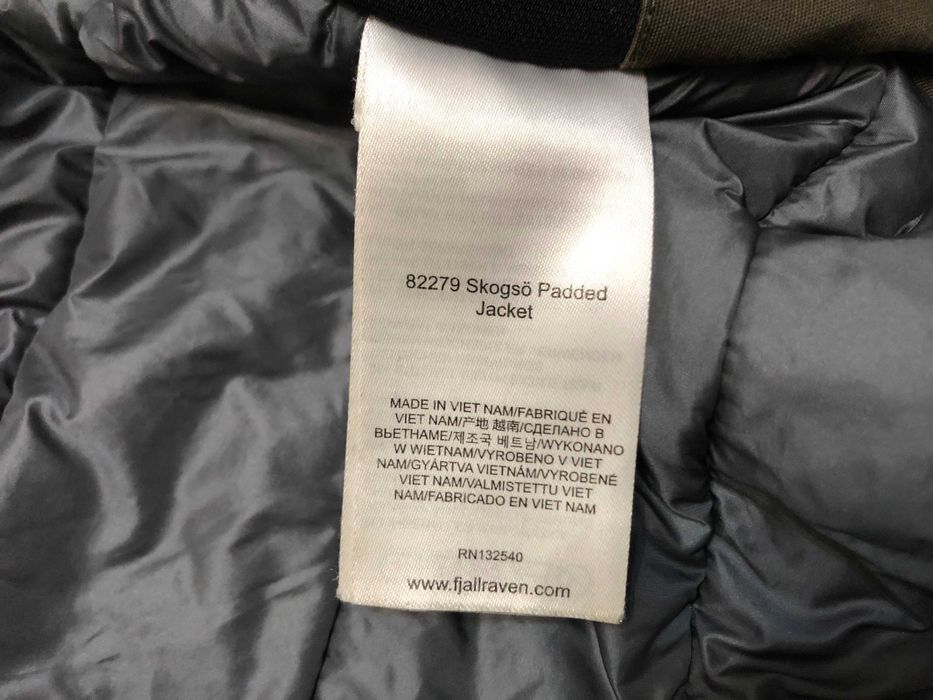 82279 Skogsö Padded
Jacket
MADE IN VIET NAM/FABRIQUÉ EN
VIET NAM/产地 越南/СДЕЛАНО В
ВЬЕТНАМЕ/제조국 베트남/WYKONANO
W WIETNAM/VYROBENO V VIET
NAM/GYÁRTVA VIETNÁM/VYROBENÉ
VIET NAM/VALMISTETTU VIET
NAM/FABRICADO EN VIET NAM
RN132540
www.fjallraven.com